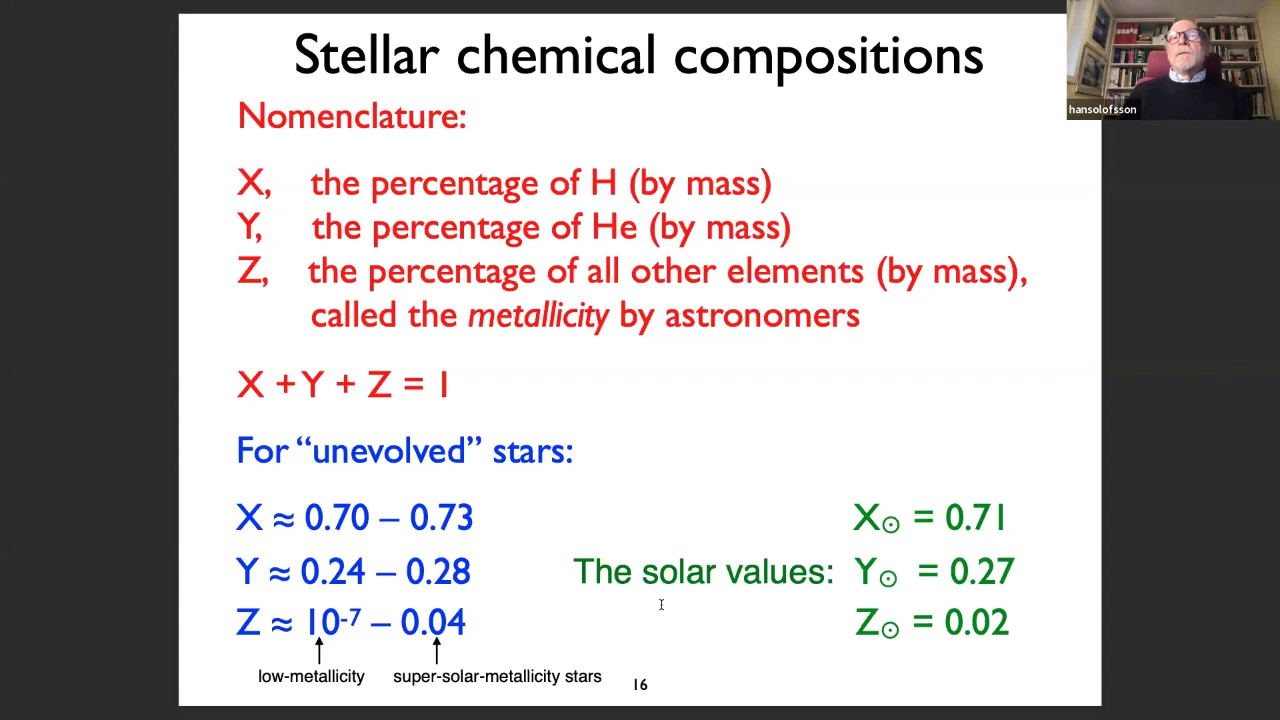 Stellar chemical compositions
hansolofsson
Nomenclature:
X, the percentage of H (by mass)
Y, the percentage of He (by mass)
Z, the percentage of all other elements (by mass),
called the metallicity by astronomers
X + Y + Z = 1
For “unevolved” stars:
X ≈ 0.70 – 0.73
X⊙ = 0.71
Y ≈ 0.24 – 0.28
The solar values: Y⊙ = 0.27
Z ≈ 10⁻⁷ – 0.04
Z⊙ = 0.02
low-metallicity
super-solar-metallicity stars
16